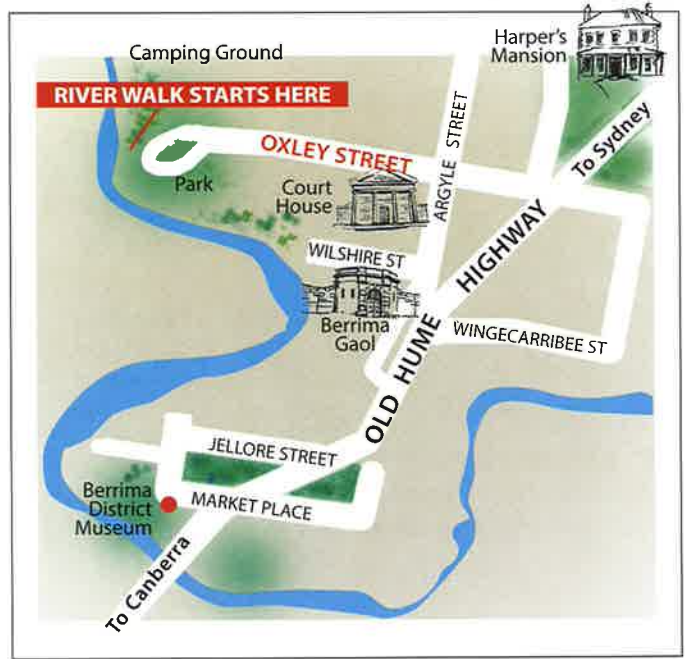 Camping Ground
Harper's
Mansion
RIVER WALK STARTS HERE
To Sydney
OXLEY STREET
ARGYLE STREET
Park
Court
House
WILSHIRE ST
OLD HUME HIGHWAY
Berrima
Gaol
WINGECARRIBEE ST
JELLORE STREET
Berrima
District
Museum
MARKET PLACE
To Canberra